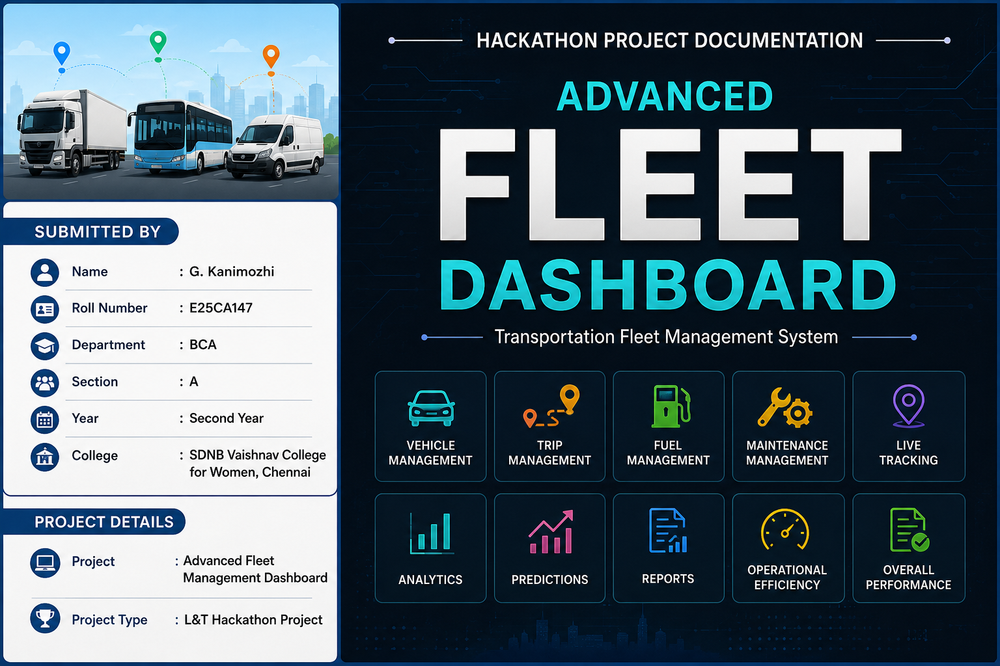 SUBMITTED BY
Name : G. Kanimozhi
Roll Number : E25CA147
Department : BCA
Section : A
Year : Second Year
College : SDNB Vaishnav College
for Women, Chennai
PROJECT DETAILS
Project : Advanced Fleet
Management Dashboard
Project Type : L&T Hackathon Project
HACKATHON PROJECT DOCUMENTATION
ADVANCED
FLEET
DASHBOARD
Transportation Fleet Management System
VEHICLE
MANAGEMENT
TRIP
MANAGEMENT
FUEL
MANAGEMENT
MAINTENANCE
MANAGEMENT
LIVE
TRACKING
ANALYTICS
PREDICTIONS
REPORTS
OPERATIONAL
EFFICIENCY
OVERALL
PERFORMANCE